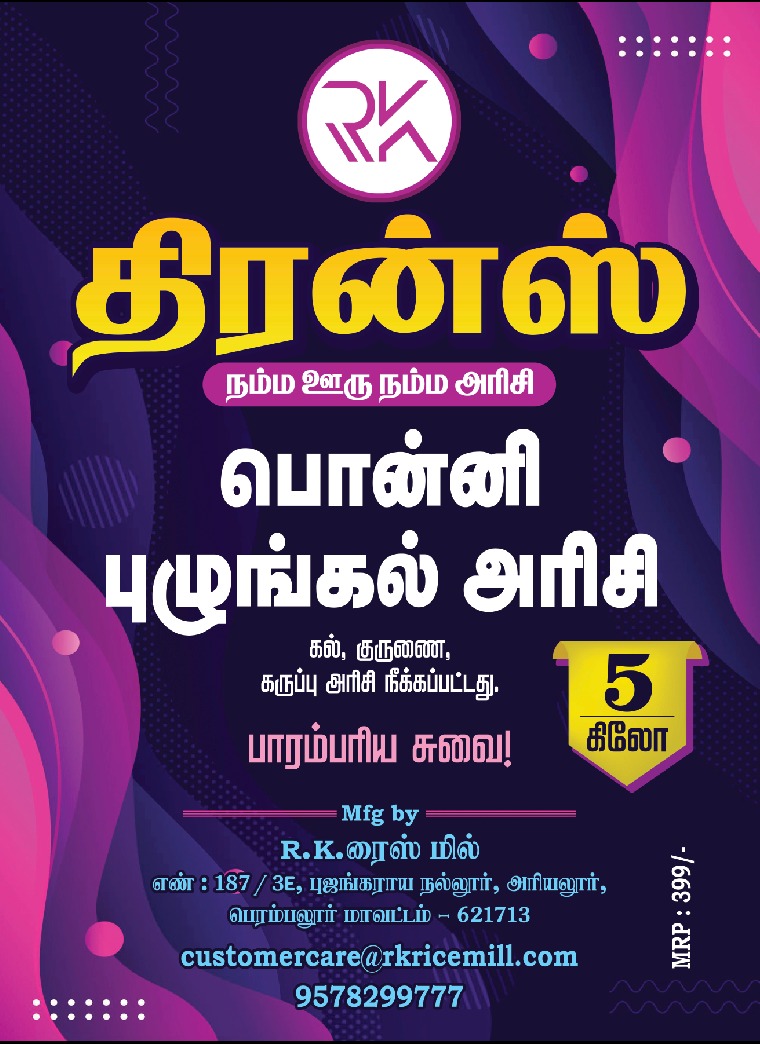 RK
திரன்ஸ்
நம்ம ஊரு நம்ம அரிசி
பொன்னி
புழுங்கல் அரிசி
கல், குருணை,
கருப்பு அரிசி நீக்கப்பட்டது.
5
கிலோ
பாரம்பரிய சுவை!
Mfg by
R.K.ரைஸ் மில்
எண் : 187 / 3E, புஜங்கராய நல்லூர், அரியலூர்,
பெரம்பலூர் மாவட்டம் – 621713
customercare@rkricemill.com
9578299777
MRP : 399/-